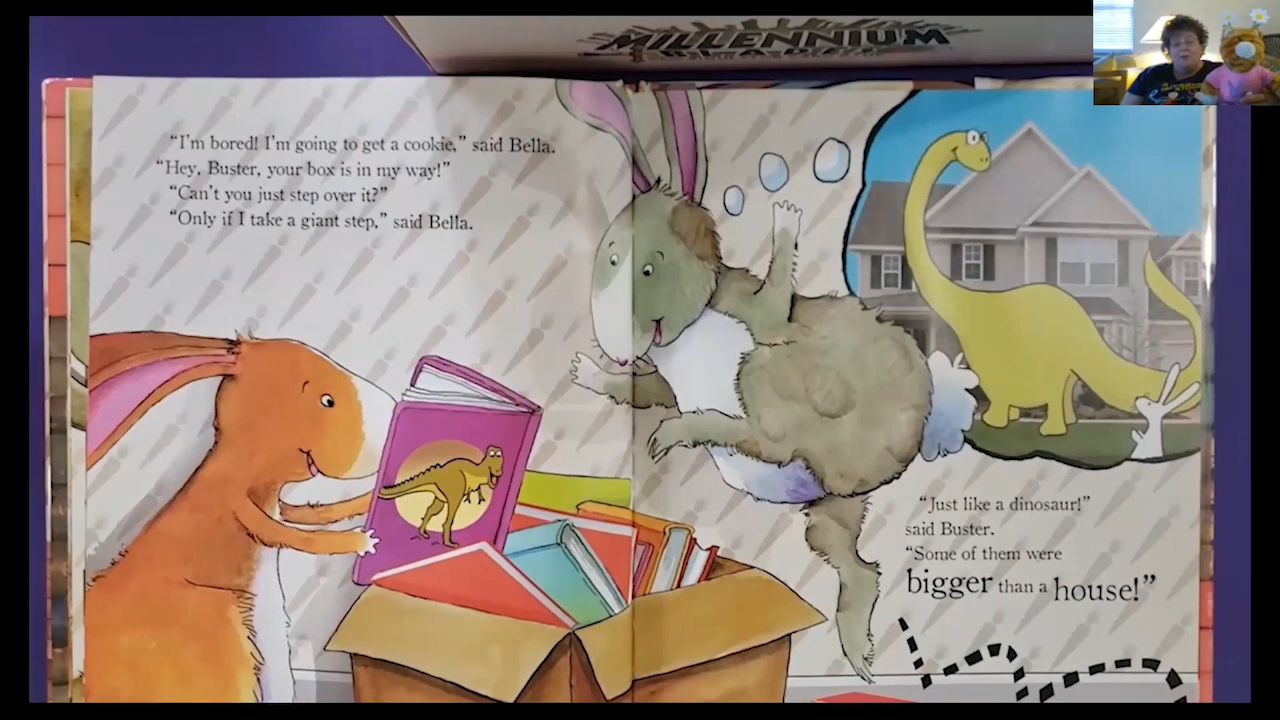 MILLENNIUM
READER
“I’m bored! I’m going to get a cookie,” said Bella.
“Hey, Buster, your box is in my way!”
“Can’t you just step over it?”
“Only if I take a giant step,” said Bella.
“Just like a dinosaur!”
said Buster.
“Some of them were
bigger than a house!”